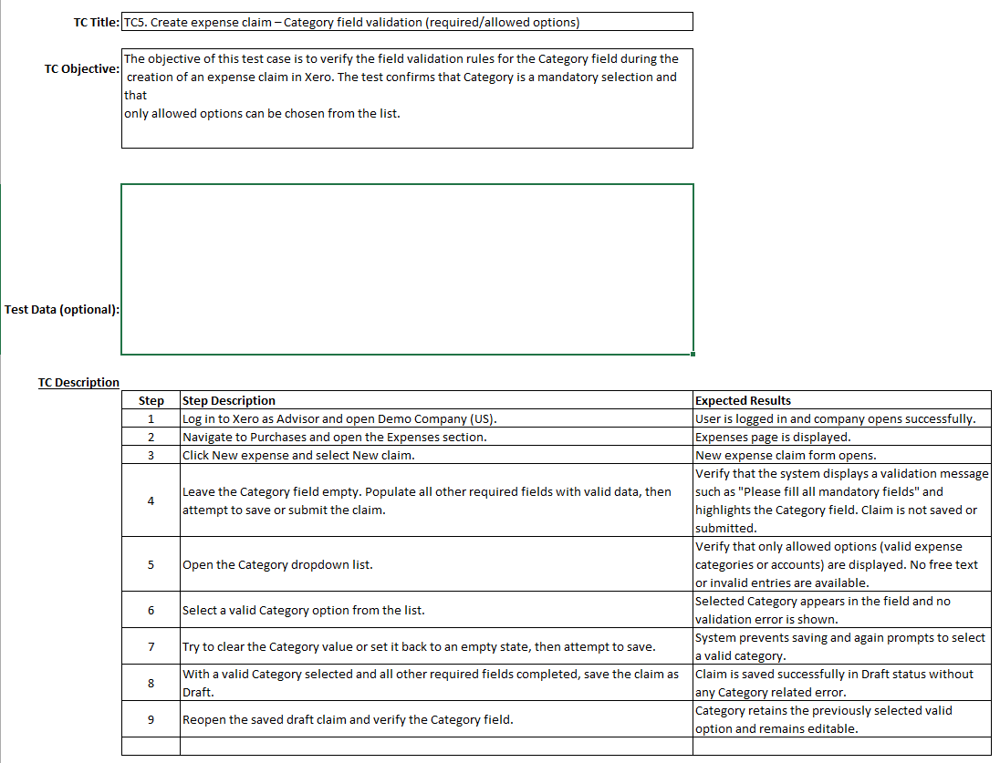 TC Title: TC5. Create expense claim – Category field validation (required/allowed options)
TC Objective:
The objective of this test case is to verify the field validation rules for the Category field during the
creation of an expense claim in Xero. The test confirms that Category is a mandatory selection and
that
only allowed options can be chosen from the list.
Test Data (optional):
TC Description
Step Step Description Expected Results
1 Log in to Xero as Advisor and open Demo Company (US). User is logged in and company opens successfully.
2 Navigate to Purchases and open the Expenses section. Expenses page is displayed.
3 Click New expense and select New claim. New expense claim form opens.
4
Leave the Category field empty. Populate all other required fields with valid data, then
attempt to save or submit the claim.
Verify that the system displays a validation message
such as "Please fill all mandatory fields" and
highlights the Category field. Claim is not saved or
submitted.
5 Open the Category dropdown list.
Verify that only allowed options (valid expense
categories or accounts) are displayed. No free text
or invalid entries are available.
6 Select a valid Category option from the list.
Selected Category appears in the field and no
validation error is shown.
7 Try to clear the Category value or set it back to an empty state, then attempt to save.
System prevents saving and again prompts to select
a valid category.
8
With a valid Category selected and all other required fields completed, save the claim as
Draft.
Claim is saved successfully in Draft status without
any Category related error.
9 Reopen the saved draft claim and verify the Category field.
Category retains the previously selected valid
option and remains editable.